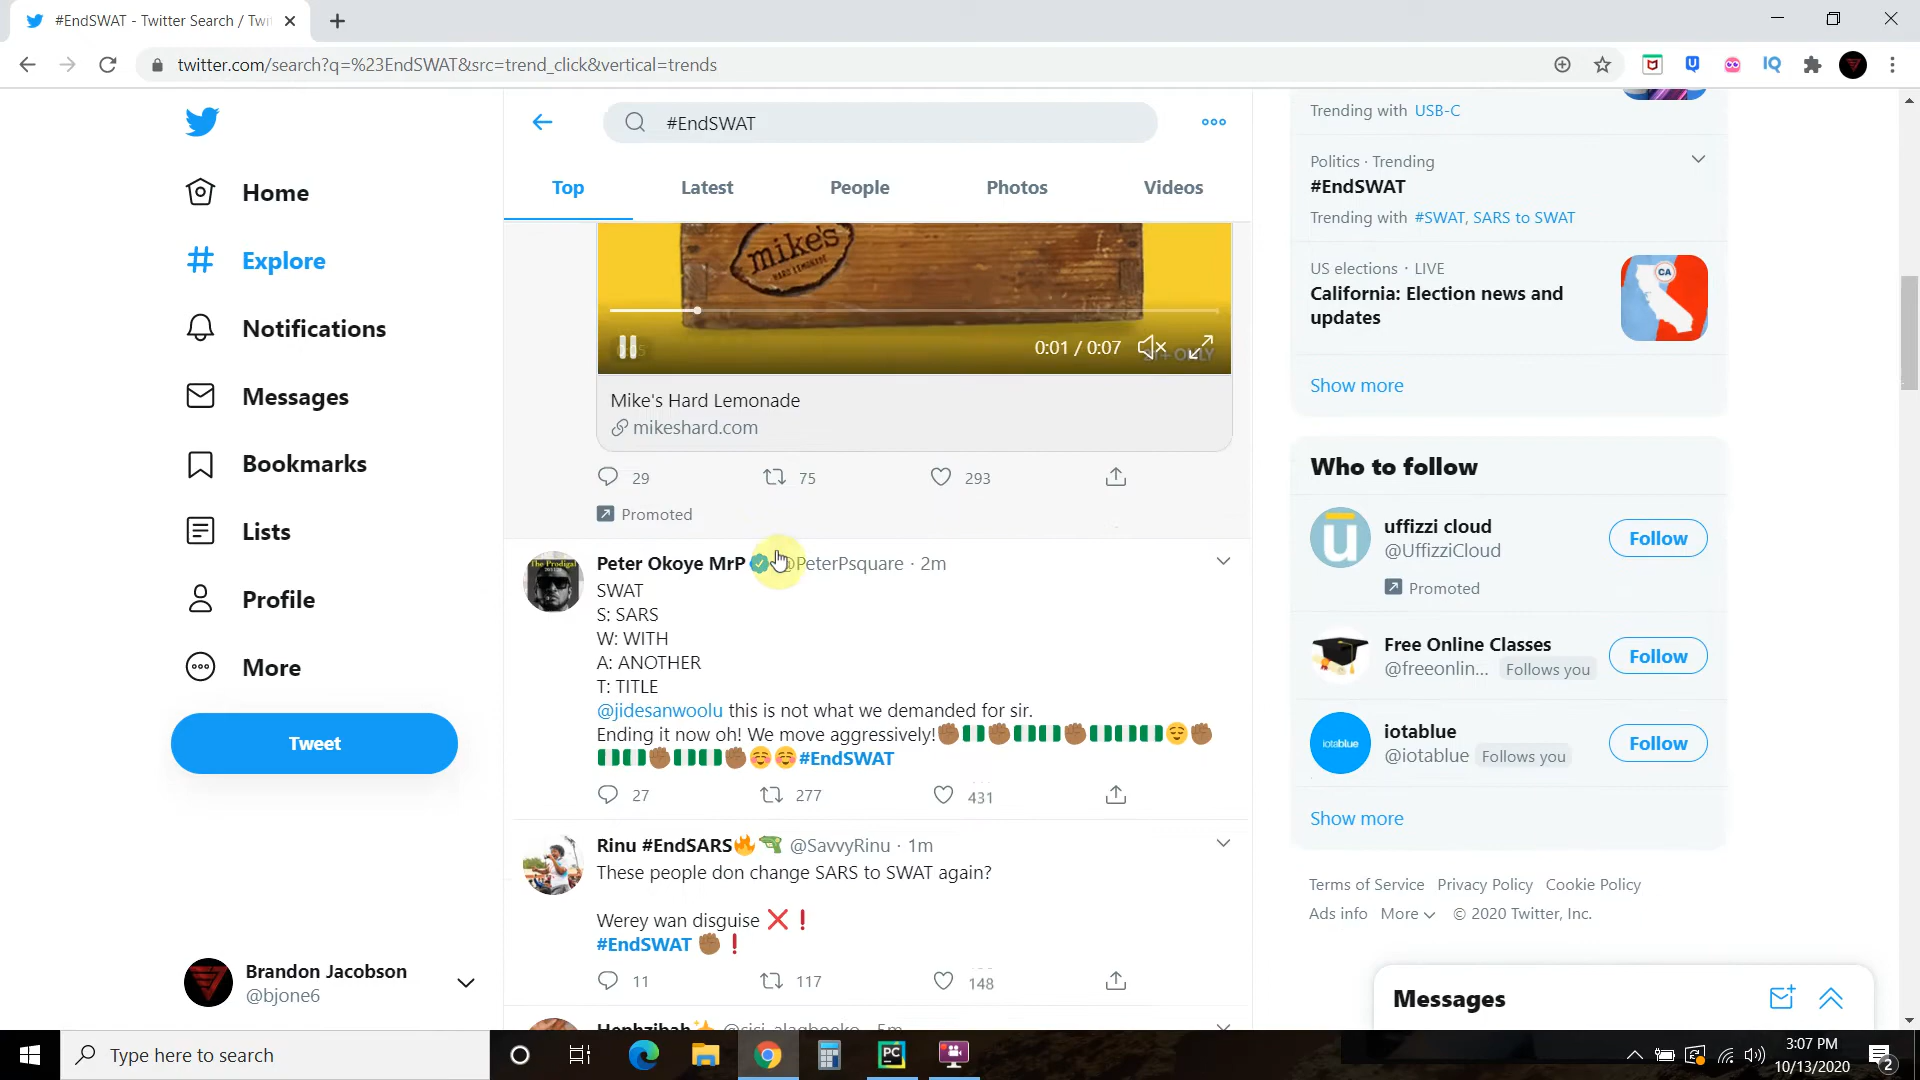 #EndSWAT - Twitter Search / Twi
twitter.com/search?q=%23EndSWAT&src=trend_click&vertical=trends
Home
Explore
Notifications
Messages
Bookmarks
Lists
Profile
More
Tweet
Brandon Jacobson
@bjone6
#EndSWAT
Top Latest People Photos Videos
mike's
HARD LEMONADE
0:01 / 0:07
Mike's Hard Lemonade
mikeshard.com
29 75 293
Promoted
Peter Okoye MrP @PeterPsquare · 2m
SWAT
S: SARS
W: WITH
A: ANOTHER
T: TITLE
@jidesanwoolu this is not what we demanded for sir.
Ending it now oh! We move aggressively!✊🏾🇳🇬✊🏾🇳🇬🇳🇬✊🏾🇳🇬🇳🇬🇳🇬😌✊🏾
🇳🇬🇳🇬✊🏾🇳🇬🇳🇬✊🏾☺️☺️#EndSWAT
27 277 431
Rinu #EndSARS🔥🔫 @SavvyRinu · 1m
These people don change SARS to SWAT again?
Werey wan disguise ❌❗
#EndSWAT ✊🏾❗
11 117 148
Hephzibah✨
5m
Trending with USB-C
Politics · Trending
#EndSWAT
Trending with #SWAT, SARS to SWAT
US elections · LIVE
California: Election news and
updates
CA
Show more
Who to follow
uffizzi cloud
@UffizziCloud
Promoted
Follow
Free Online Classes
@freeonlin... Follows you
Follow
iotablue
iotablue
@iotablue Follows you
Follow
Show more
Terms of Service Privacy Policy Cookie Policy
Ads info More © 2020 Twitter, Inc.
Messages
Type here to search
3:07 PM
10/13/2020
2